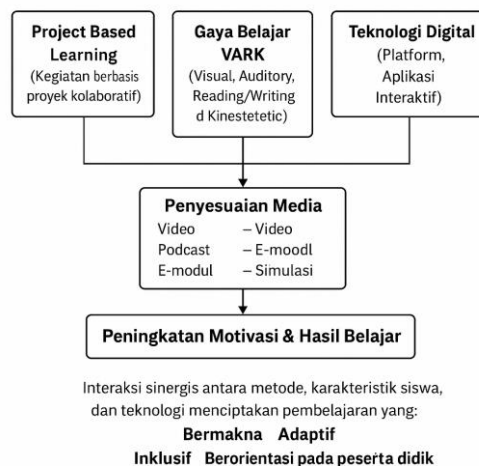 Project Based
Learning
(Kegiatan berbasis
proyek kolaboratif)
Gaya Belajar
VARK
(Visual, Auditory,
Reading/Writing
d Kinestetetic)
Teknologi Digital
(Platform,
Aplikasi
Interaktif)
Penyesuaian Media
Video – Video
Podcast – E-moodl
E-modul – Simulasi
Peningkatan Motivasi & Hasil Belajar
Interaksi sinergis antara metode, karakteristik siswa,
dan teknologi menciptakan pembelajaran yang:
Bermakna Adaptif
Inklusif Berorientasi pada peserta didik